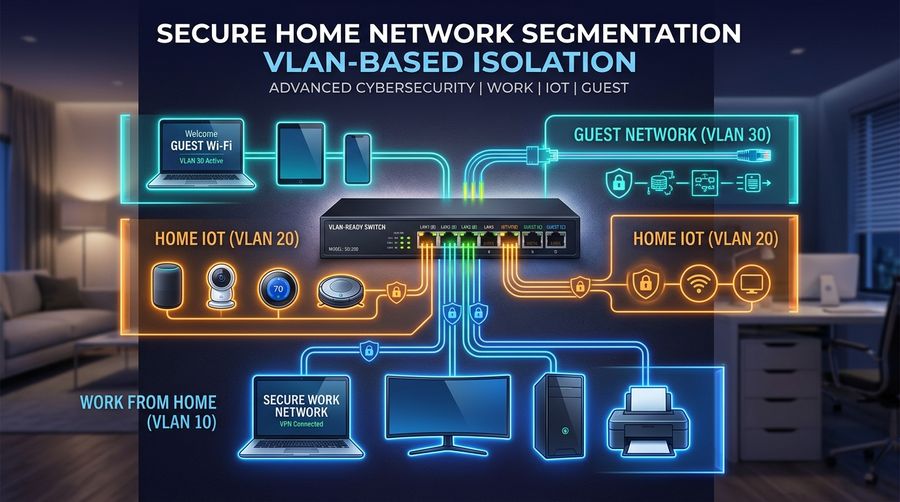 SECURE HOME NETWORK SEGMENTATION
VLAN-BASED ISOLATION
ADVANCED CYBERSECURITY | WORK | IOT | GUEST
Welcome
GUEST Wi-Fi
VLAN 30 Active
GUEST NETWORK (VLAN 30)
VLAN-READY SWITCH
LAN5
HOME IOT (VLAN 20)
HOME IOT (VLAN 20)
70
WORK FROM HOME
(VLAN 10)
SECURE WORK
NETWORK
VPN Connected